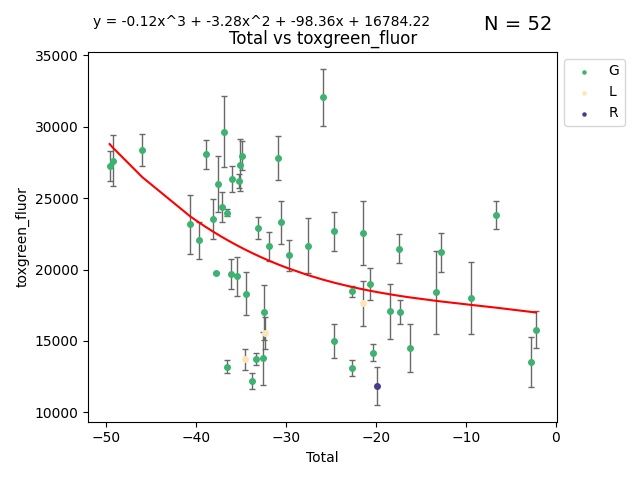 y = -0.12x^3 + -3.28x^2 + -98.36x + 16784.22
N = 52
Total vs toxgreen_fluor
35000
30000
25000
20000
15000
10000
toxgreen_fluor
−50
−40
−30
−20
−10
0
Total
G
L
R